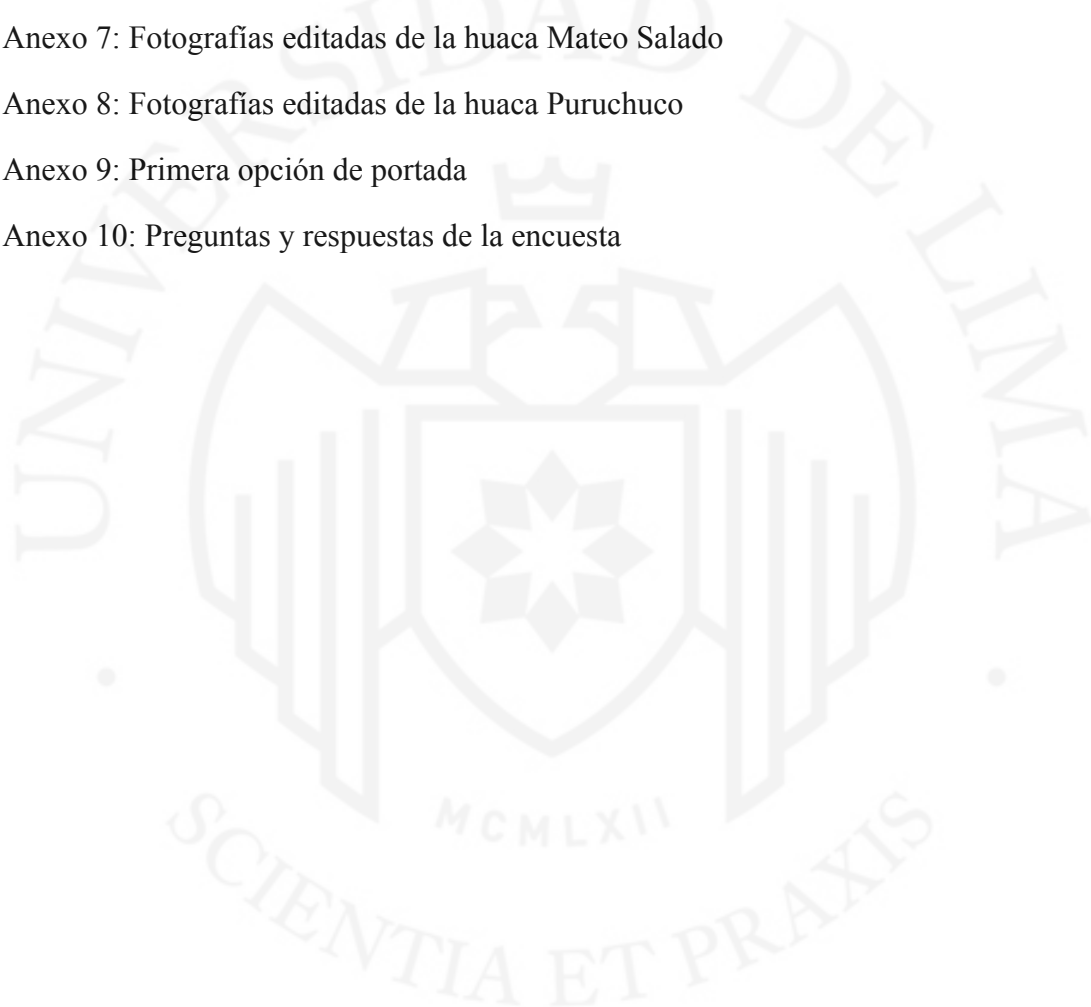 Anexo 7: Fotografías editadas de la huaca Mateo Salado
Anexo 8: Fotografías editadas de la huaca Puruchuco
Anexo 9: Primera opción de portada
Anexo 10: Preguntas y respuestas de la encuesta
UNIVERSIDAD DE LIMA
MCMLXII
SCIENTIA ET PRAXIS